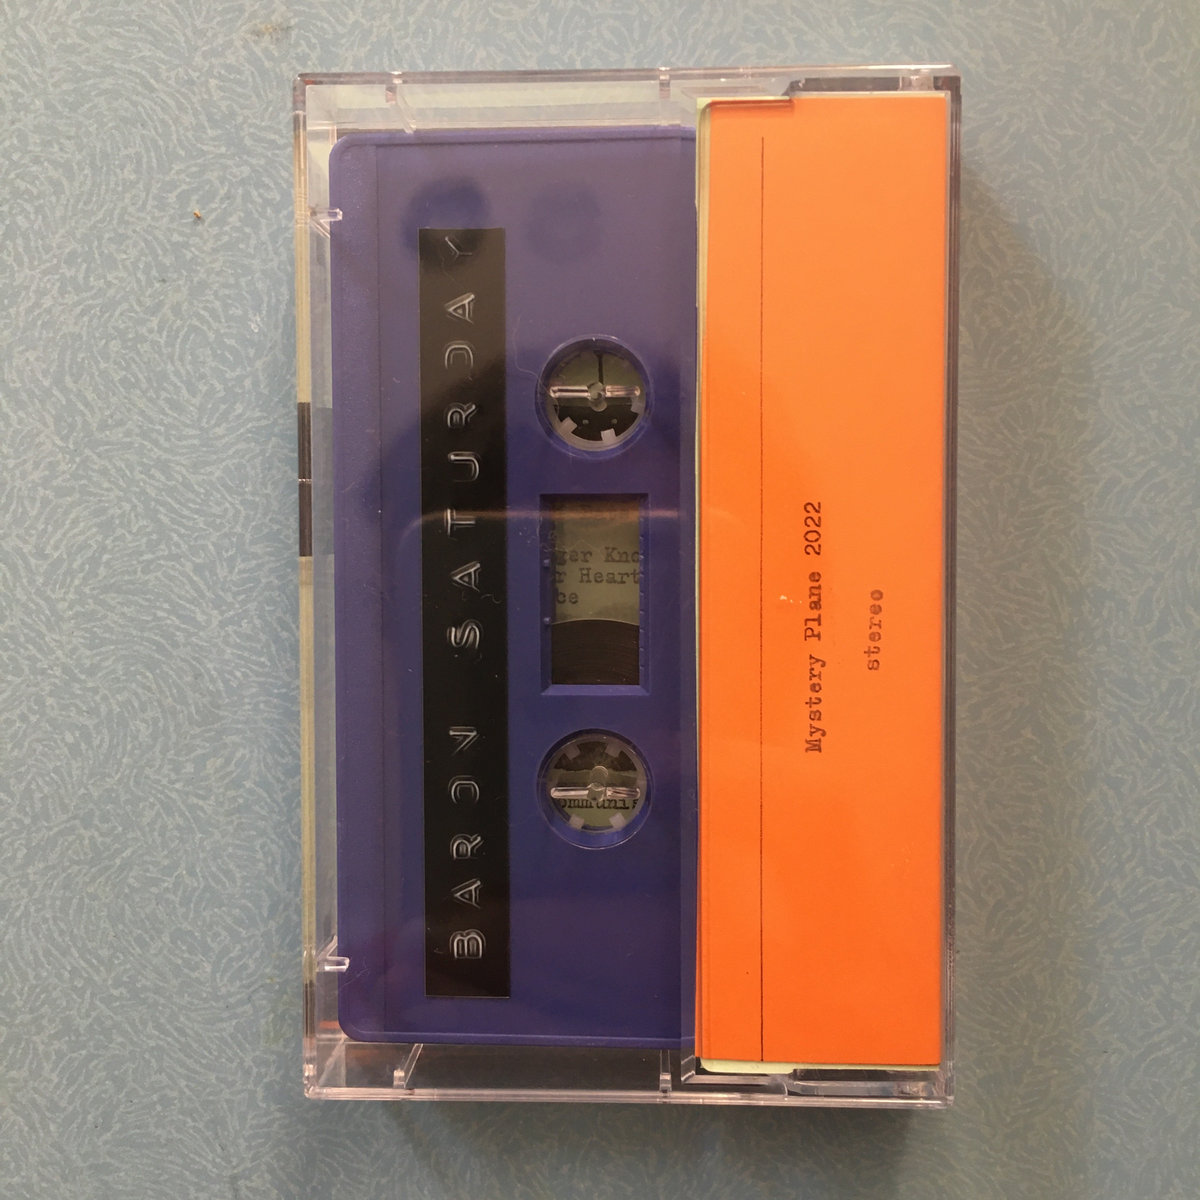 BARON SATURDAY
Heart
Mystery Plane 2022
stereo